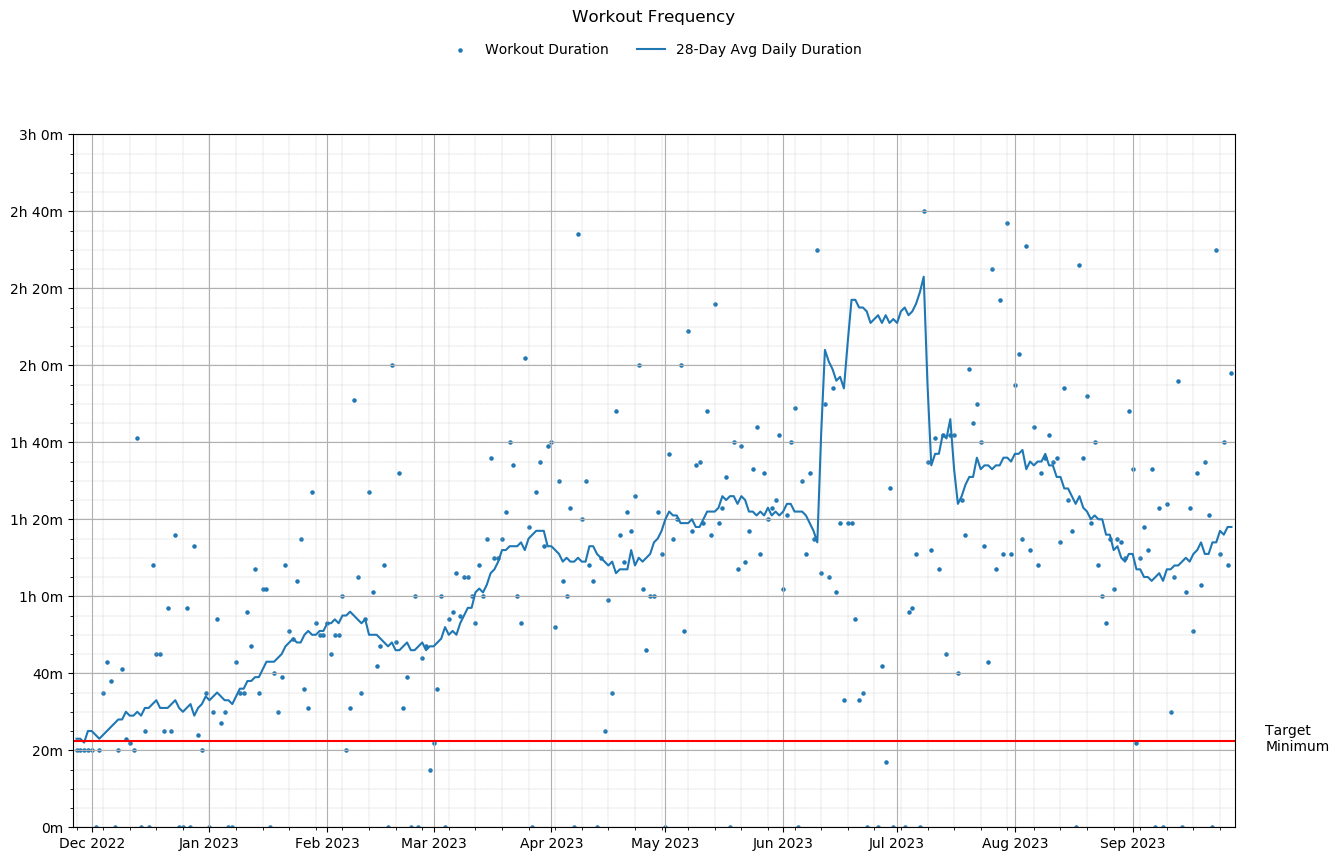 Workout Frequency
Workout Duration
28-Day Avg Daily Duration
3h 0m
2h 40m
2h 20m
2h 0m
1h 40m
1h 20m
1h 0m
40m
20m
0m
Target
Minimum
Dec 2022
Jan 2023
Feb 2023
Mar 2023
Apr 2023
May 2023
Jun 2023
Jul 2023
Aug 2023
Sep 2023